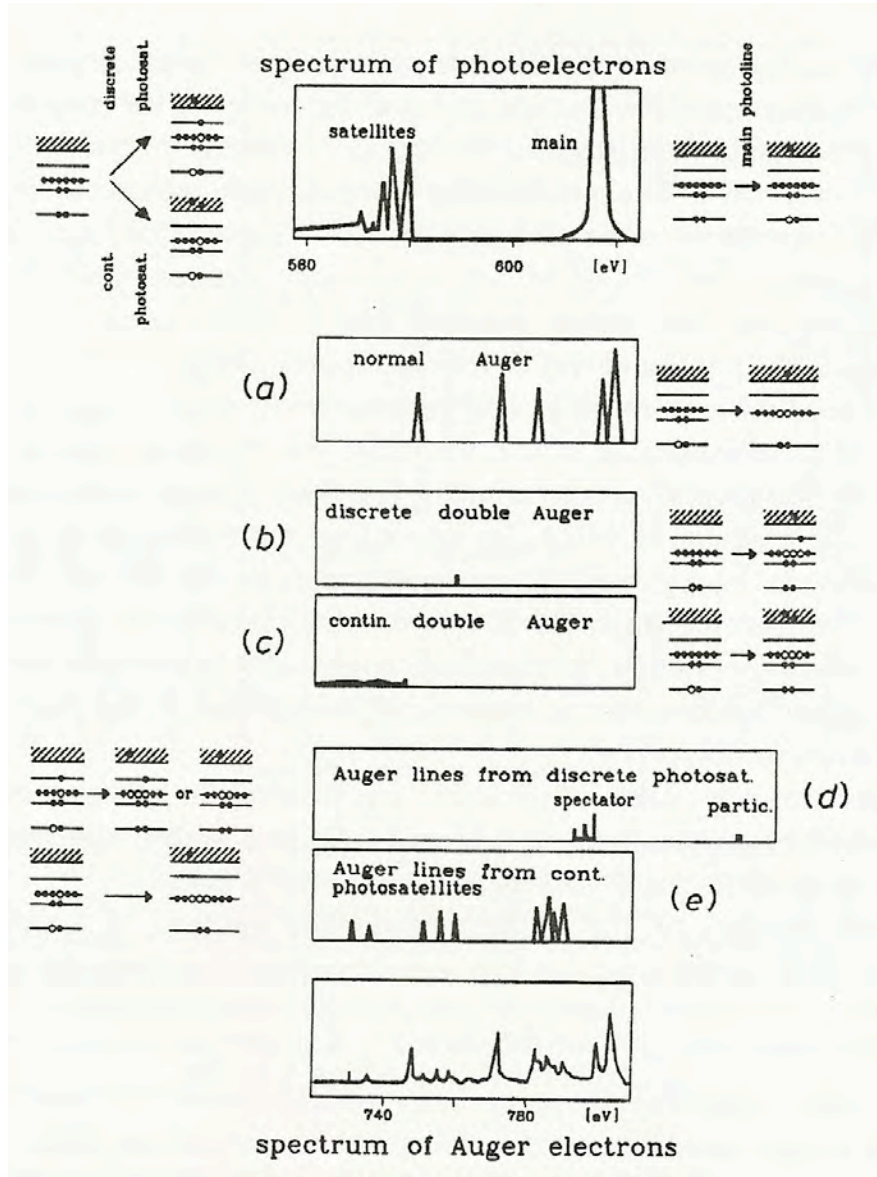 spectrum of photoelectrons
discrete
photosat.
satellites
main
main photoline
cont.
photosat.
580
600
[eV]
(a)
normal Auger
(b)
discrete double Auger
(c)
contin. double Auger
Auger lines from discrete photosat.
spectator
partic.
(d)
or
Auger lines from cont.
photosatellites
(e)
740
780
[eV]
spectrum of Auger electrons